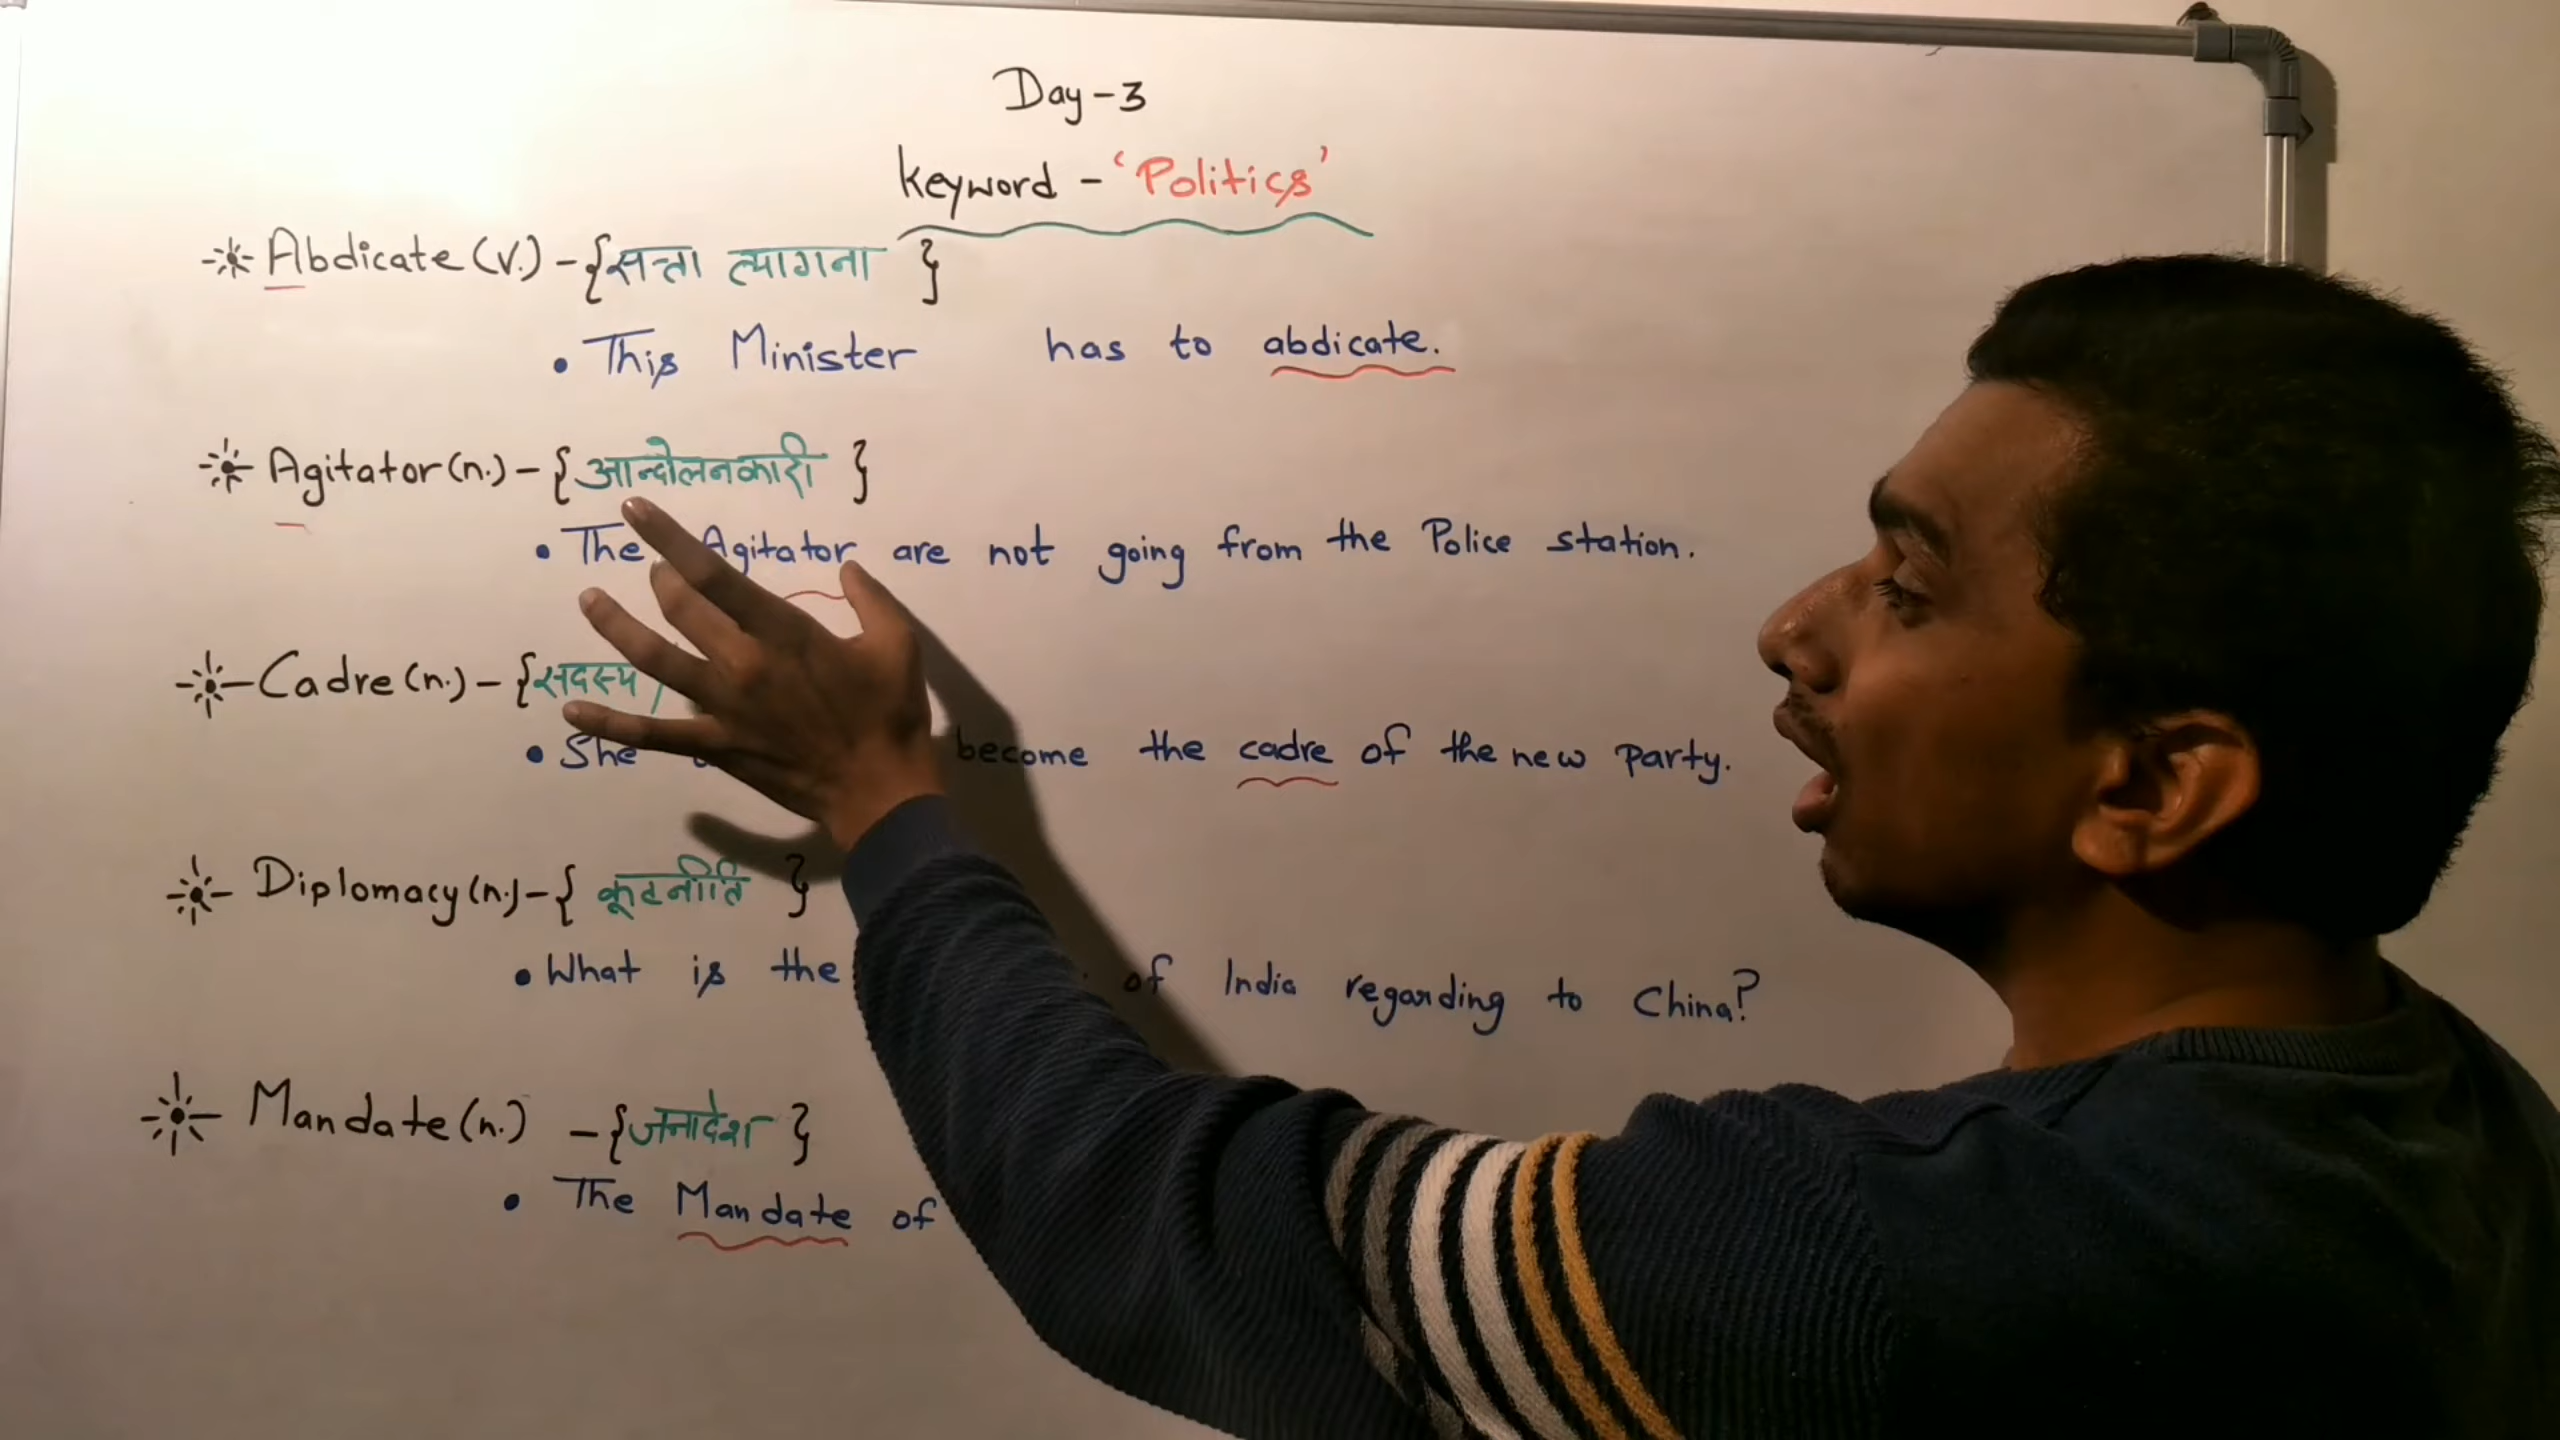 Day-3
Keyword - 'Politics'
Abdicate (v.) - {सत्ता त्यागना }
• This Minister has to abdicate.
Agitator (n.) - { आन्दोलनकारी }
• The Agitator are not going from the Police station.
Cadre (n.) - {सदस्य /
• She become the cadre of the new party.
Diplomacy (n.) - { कूटनीति }
• What is the of India regarding to China?
Mandate (n.) - {जनादेश }
• The Mandate of